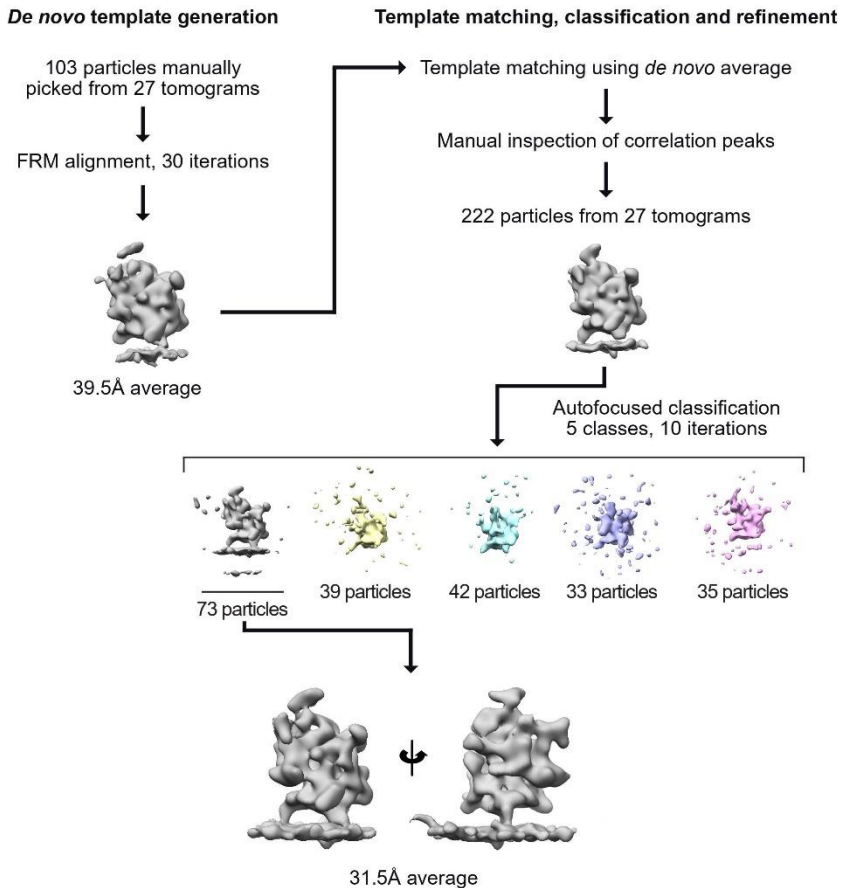 De novo template generation
103 particles manually
picked from 27 tomograms
FRM alignment, 30 iterations
39.5Å average
Template matching, classification and refinement
Template matching using de novo average
Manual inspection of correlation peaks
222 particles from 27 tomograms
Autofocused classification
5 classes, 10 iterations
73 particles
39 particles
42 particles
33 particles
35 particles
31.5Å average